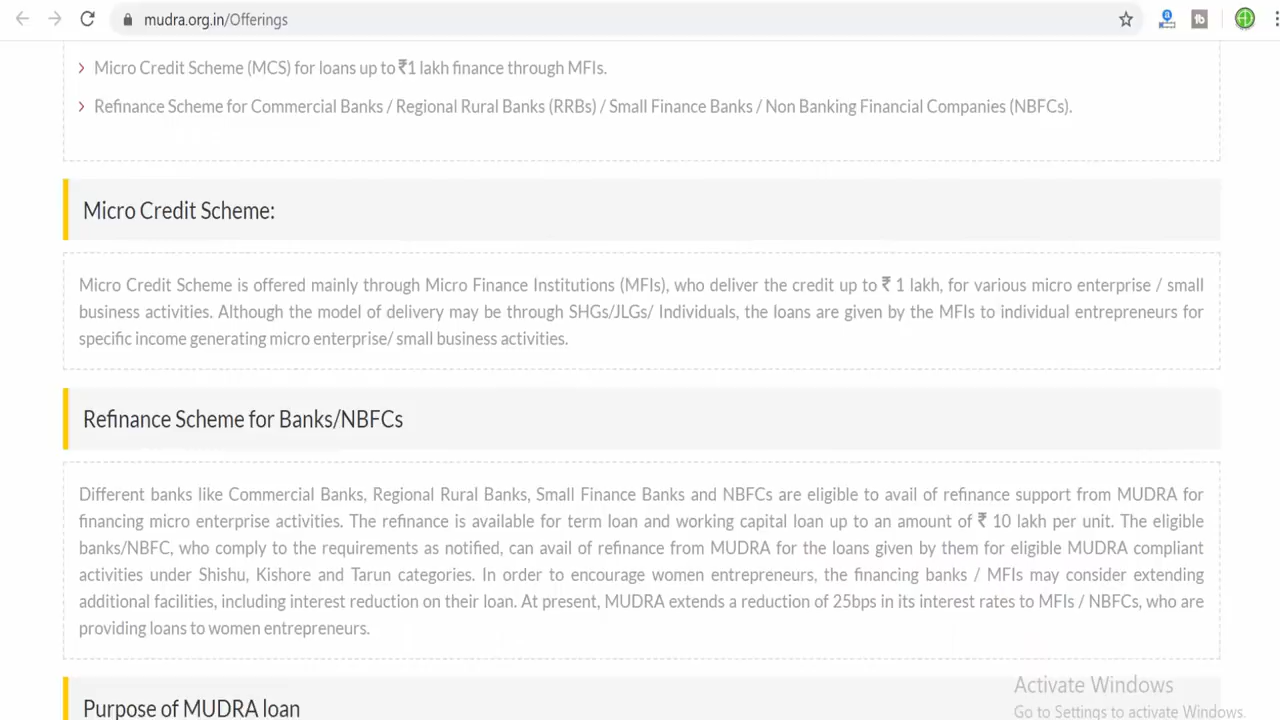 mudra.org.in/Offerings
Micro Credit Scheme (MCS) for loans up to ₹1 lakh finance through MFIs.
Refinance Scheme for Commercial Banks / Regional Rural Banks (RRBs) / Small Finance Banks / Non Banking Financial Companies (NBFCs).
Micro Credit Scheme:
Micro Credit Scheme is offered mainly through Micro Finance Institutions (MFIs), who deliver the credit up to ₹ 1 lakh, for various micro enterprise / small
business activities. Although the model of delivery may be through SHGs/JLGs/ Individuals, the loans are given by the MFIs to individual entrepreneurs for
specific income generating micro enterprise/ small business activities.
Refinance Scheme for Banks/NBFCs
Different banks like Commercial Banks, Regional Rural Banks, Small Finance Banks and NBFCs are eligible to avail of refinance support from MUDRA for
financing micro enterprise activities. The refinance is available for term loan and working capital loan up to an amount of ₹ 10 lakh per unit. The eligible
banks/NBFC, who comply to the requirements as notified, can avail of refinance from MUDRA for the loans given by them for eligible MUDRA compliant
activities under Shishu, Kishore and Tarun categories. In order to encourage women entrepreneurs, the financing banks / MFIs may consider extending
additional facilities, including interest reduction on their loan. At present, MUDRA extends a reduction of 25bps in its interest rates to MFIs / NBFCs, who are
providing loans to women entrepreneurs.
Purpose of MUDRA loan
Activate Windows
Go to Settings to activate Windows.